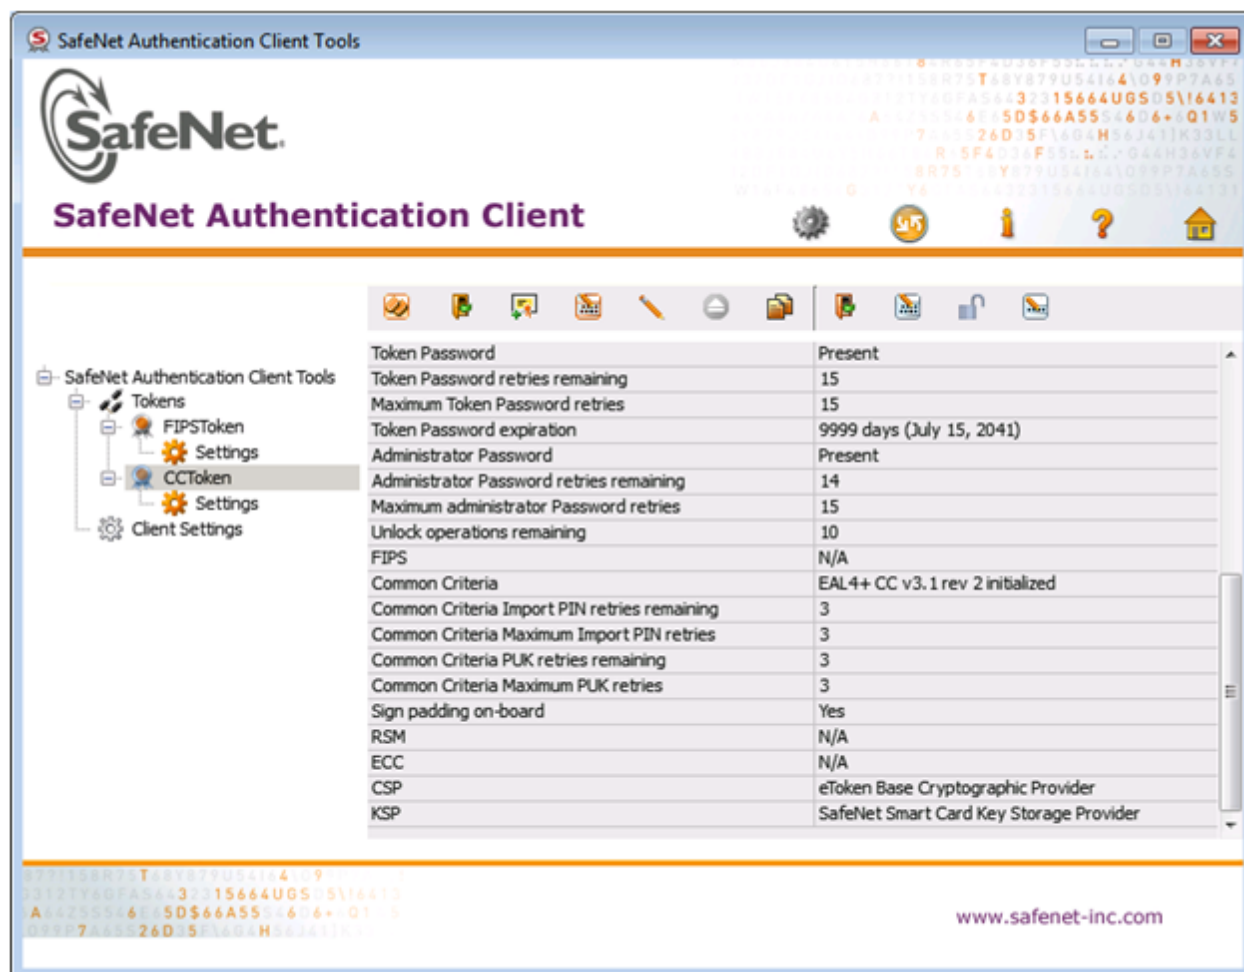 SafeNet Authentication Client Tools
SafeNet.
SafeNet Authentication Client
SafeNet Authentication Client Tools
Tokens
FIPSToken
Settings
CCToken
Settings
Client Settings
Token Password Present
Token Password retries remaining 15
Maximum Token Password retries 15
Token Password expiration 9999 days (July 15, 2041)
Administrator Password Present
Administrator Password retries remaining 14
Maximum administrator Password retries 15
Unlock operations remaining 10
FIPS N/A
Common Criteria EAL4+ CC v3.1 rev 2 initialized
Common Criteria Import PIN retries remaining 3
Common Criteria Maximum Import PIN retries 3
Common Criteria PUK retries remaining 3
Common Criteria Maximum PUK retries 3
Sign padding on-board Yes
RSM N/A
ECC N/A
CSP eToken Base Cryptographic Provider
KSP SafeNet Smart Card Key Storage Provider
www.safenet-inc.com